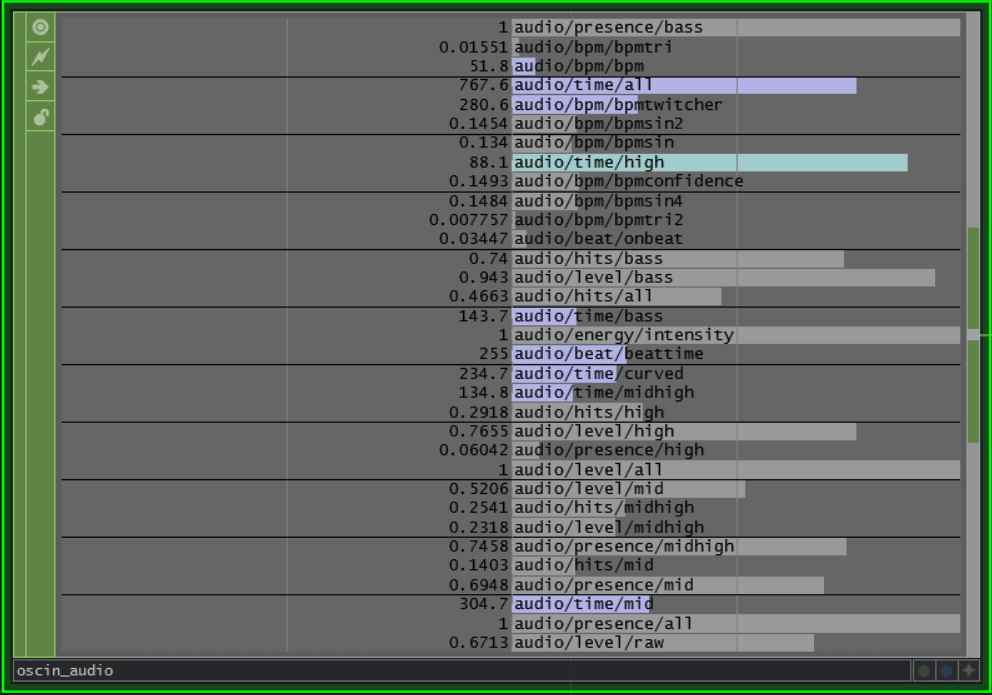 1 audio/presence/bass
0.01551 audio/bpm/bpmtri
51.8 audio/bpm/bpm
767.6 audio/time/all
280.6 audio/bpm/bpmtwitcher
0.1454 audio/bpm/bpmsin2
0.134 audio/bpm/bpmsin
88.1 audio/time/high
0.1493 audio/bpm/bpmconfidence
0.1484 audio/bpm/bpmsin4
0.007757 audio/bpm/bpmtri2
0.03447 audio/beat/onbeat
0.74 audio/hits/bass
0.943 audio/level/bass
0.4663 audio/hits/all
143.7 audio/time/bass
1 audio/energy/intensity
255 audio/beat/beattime
234.7 audio/time/curved
134.8 audio/time/midhigh
0.2918 audio/hits/high
0.7655 audio/level/high
0.06042 audio/presence/high
1 audio/level/all
0.5206 audio/level/mid
0.2541 audio/hits/midhigh
0.2318 audio/level/midhigh
0.7458 audio/presence/midhigh
0.1403 audio/hits/mid
0.6948 audio/presence/mid
304.7 audio/time/mid
1 audio/presence/all
0.6713 audio/level/raw
oscin_audio